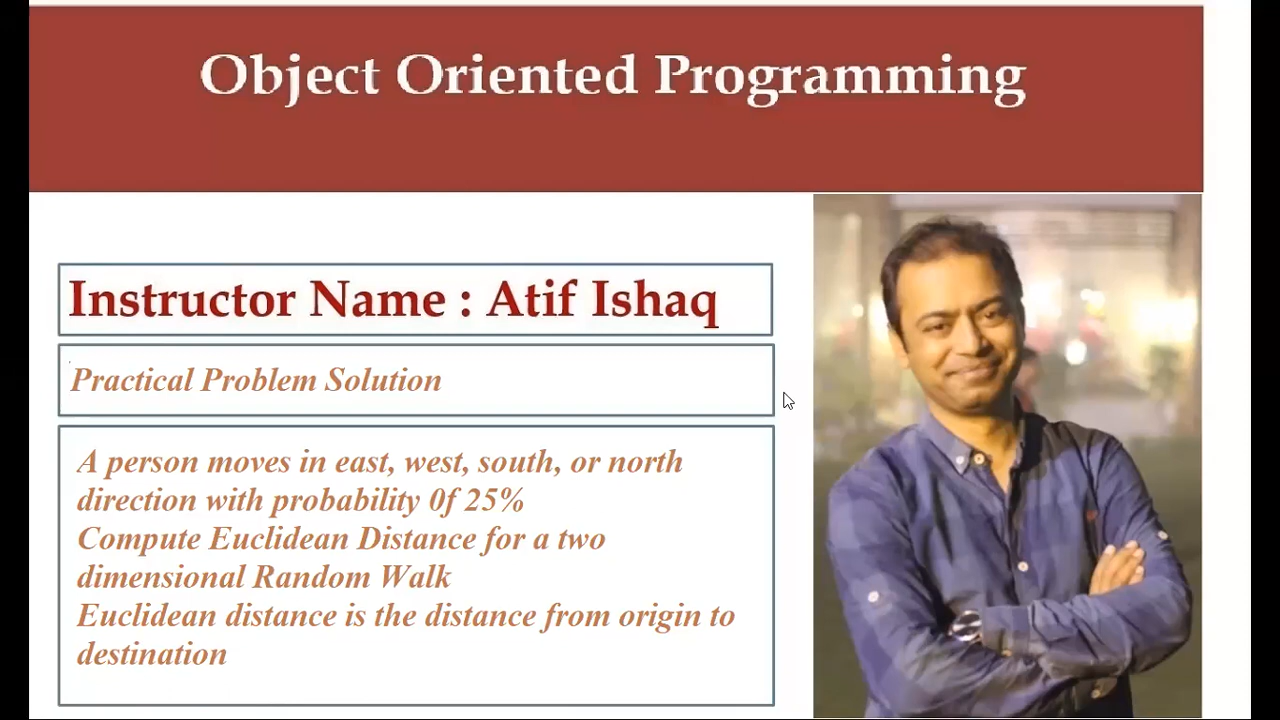 Object Oriented Programming
Instructor Name : Atif Ishaq
Practical Problem Solution
A person moves in east, west, south, or north
direction with probability 0f 25%
Compute Euclidean Distance for a two
dimensional Random Walk
Euclidean distance is the distance from origin to
destination